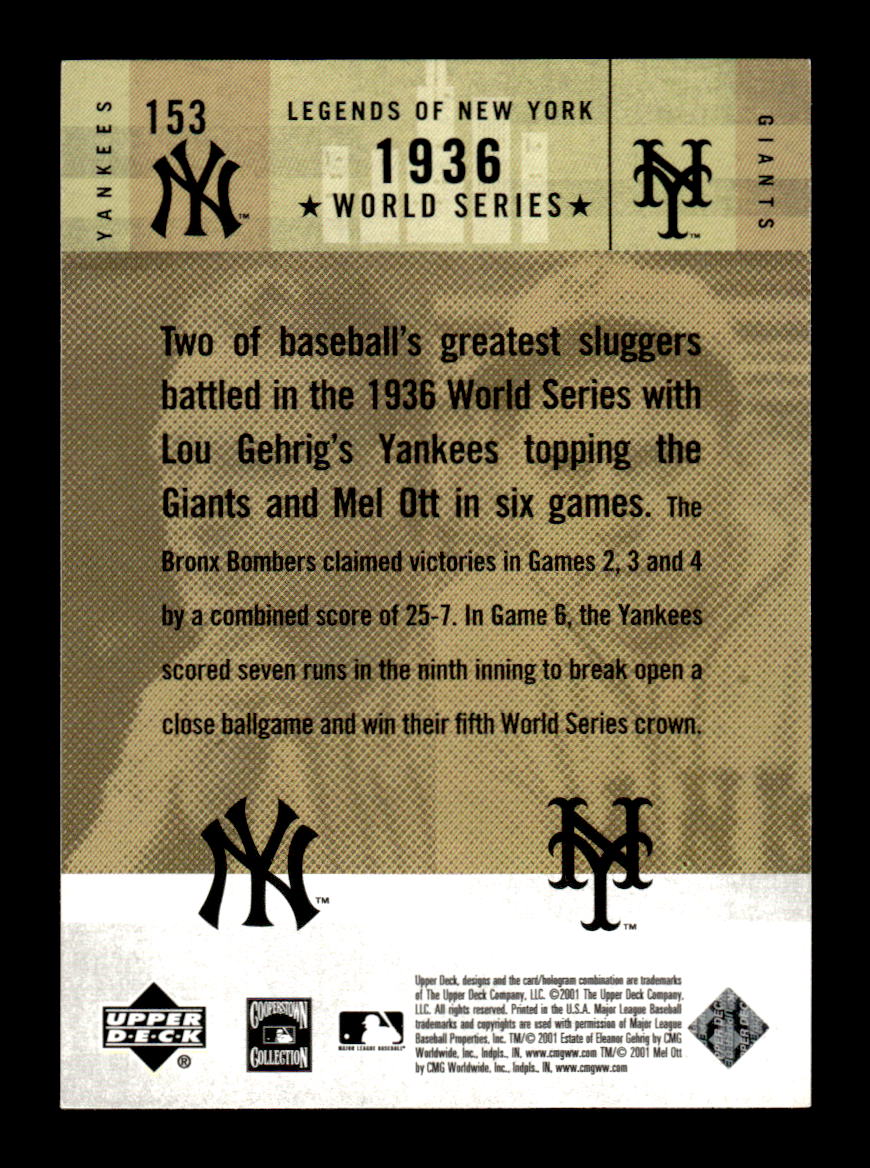 YANKEES
153
NY™
LEGENDS OF NEW YORK
1936
★WORLD SERIES★
NY™
GIANTS
Two of baseball's greatest sluggers
battled in the 1936 World Series with
Lou Gehrig's Yankees topping the
Giants and Mel Ott in six games. The
Bronx Bombers claimed victories in Games 2, 3 and 4
by a combined score of 25-7. In Game 6, the Yankees
scored seven runs in the ninth inning to break open a
close ballgame and win their fifth World Series crown.
NY™
NY™
UPPER
D·E·C·K
®
COOPERSTOWN
COLLECTION
MAJOR LEAGUE BASEBALL®
Upper Deck, designs and the card/hologram combination are trademarks
of The Upper Deck Company, LLC. ©2001 The Upper Deck Company,
LLC. All rights reserved. Printed in the U.S.A. Major League Baseball
trademarks and copyrights are used with permission of Major League
Baseball Properties, Inc. TM/© 2001 Estate of Eleanor Gehrig by CMG
Worldwide, Inc., Indpls., IN. www.cmgww.com TM/© 2001 Mel Ott
by CMG Worldwide, Inc., Indpls., IN, www.cmgww.com